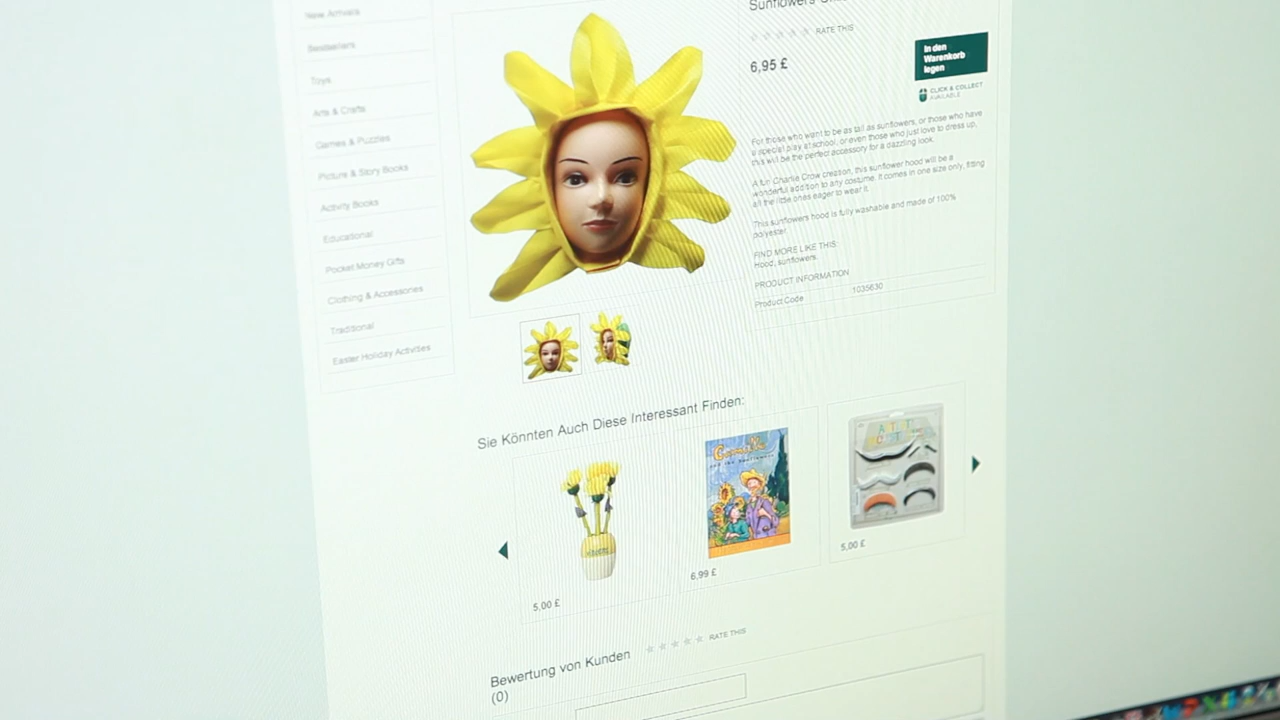 New Arrivals
Bestsellers
Toys
Arts & Crafts
Games & Puzzles
Picture & Story Books
Activity Books
Educational
Pocket Money Gifts
Clothing & Accessories
Traditional
Easter Holiday Activities
Sunflowers
RATE THIS
6,95 £
In den
Warenkorb
legen
CLICK & COLLECT
AVAILABLE
For those who want to be as tall as sunflowers, or those who have
a special play at school, or even those who just love to dress up,
this will be the perfect accessory for a dazzling look.
A fun Charlie Crow creation, this sunflower hood will be a
wonderful addition to any costume. It comes in one size only, fitting
all the little ones eager to wear it.
This sunflowers hood is fully washable and made of 100%
polyester.
FIND MORE LIKE THIS:
Hood, sunflowers.
PRODUCT INFORMATION
Product Code 1035630
Sie Könnten Auch Diese Interessant Finden:
Camille
and the Sunflowers
5,00 £
6,99 £
5,00 £
Bewertung von Kunden
(0)
RATE THIS